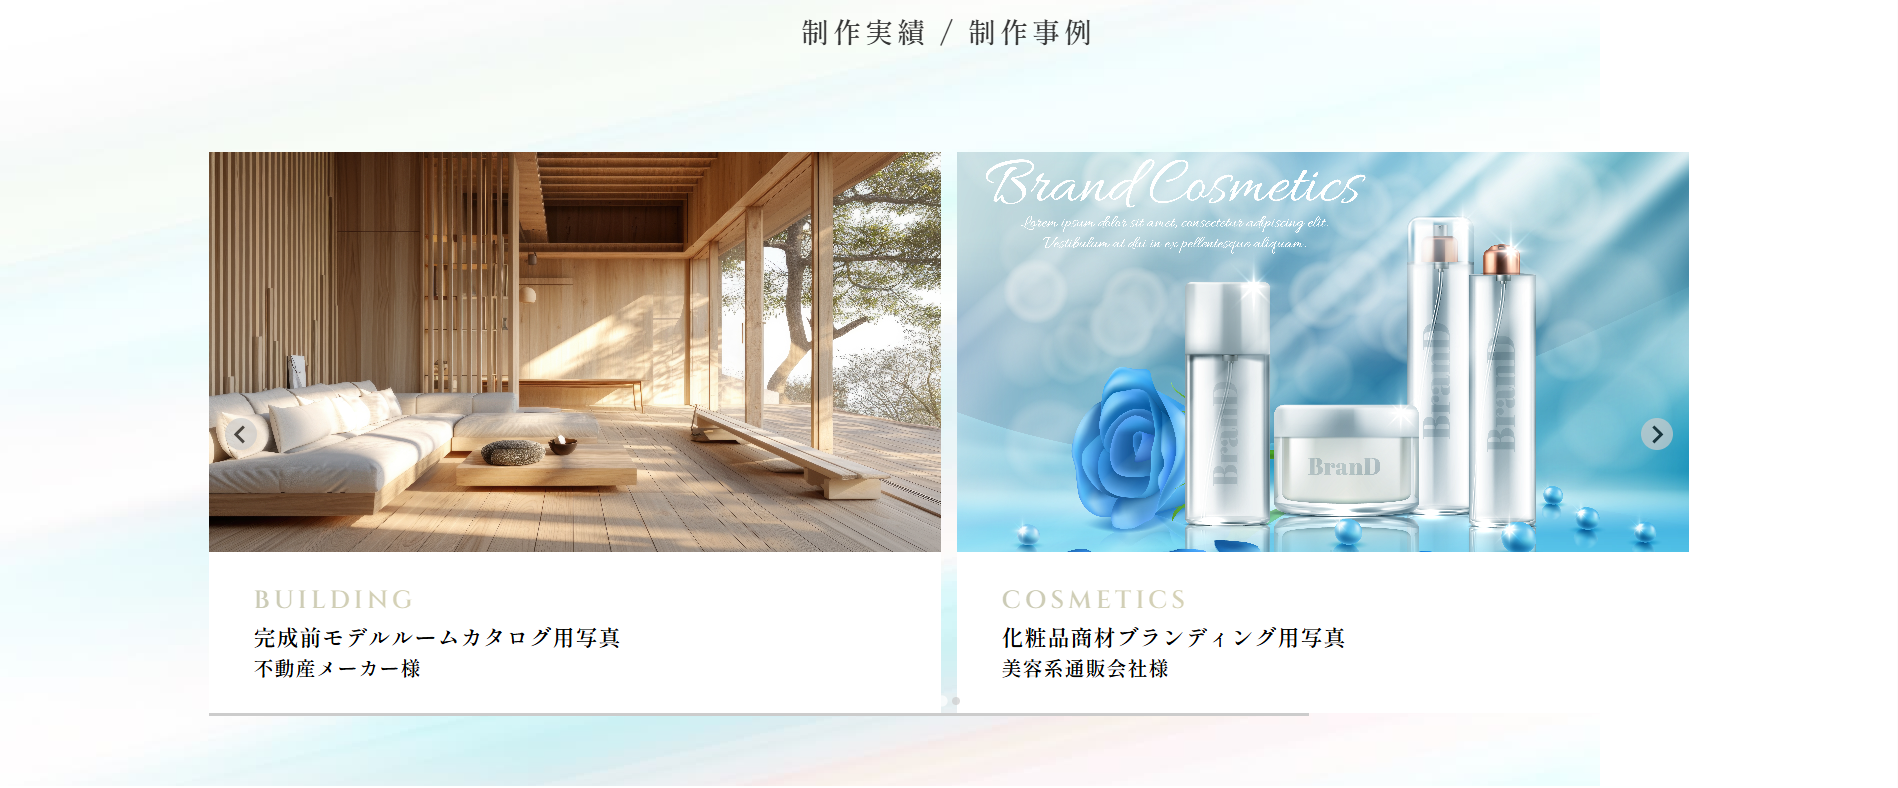 制作実績 / 制作事例
Brand Cosmetics
Lorem ipsum dolor sit amet, consectetur adipiscing elit.
Vestibulum at dui in ex pellentesque aliquam.
BranD
BranD
BranD
BranD
BUILDING
完成前モデルルームカタログ用写真
不動産メーカー様
COSMETICS
化粧品商材ブランディング用写真
美容系通販会社様